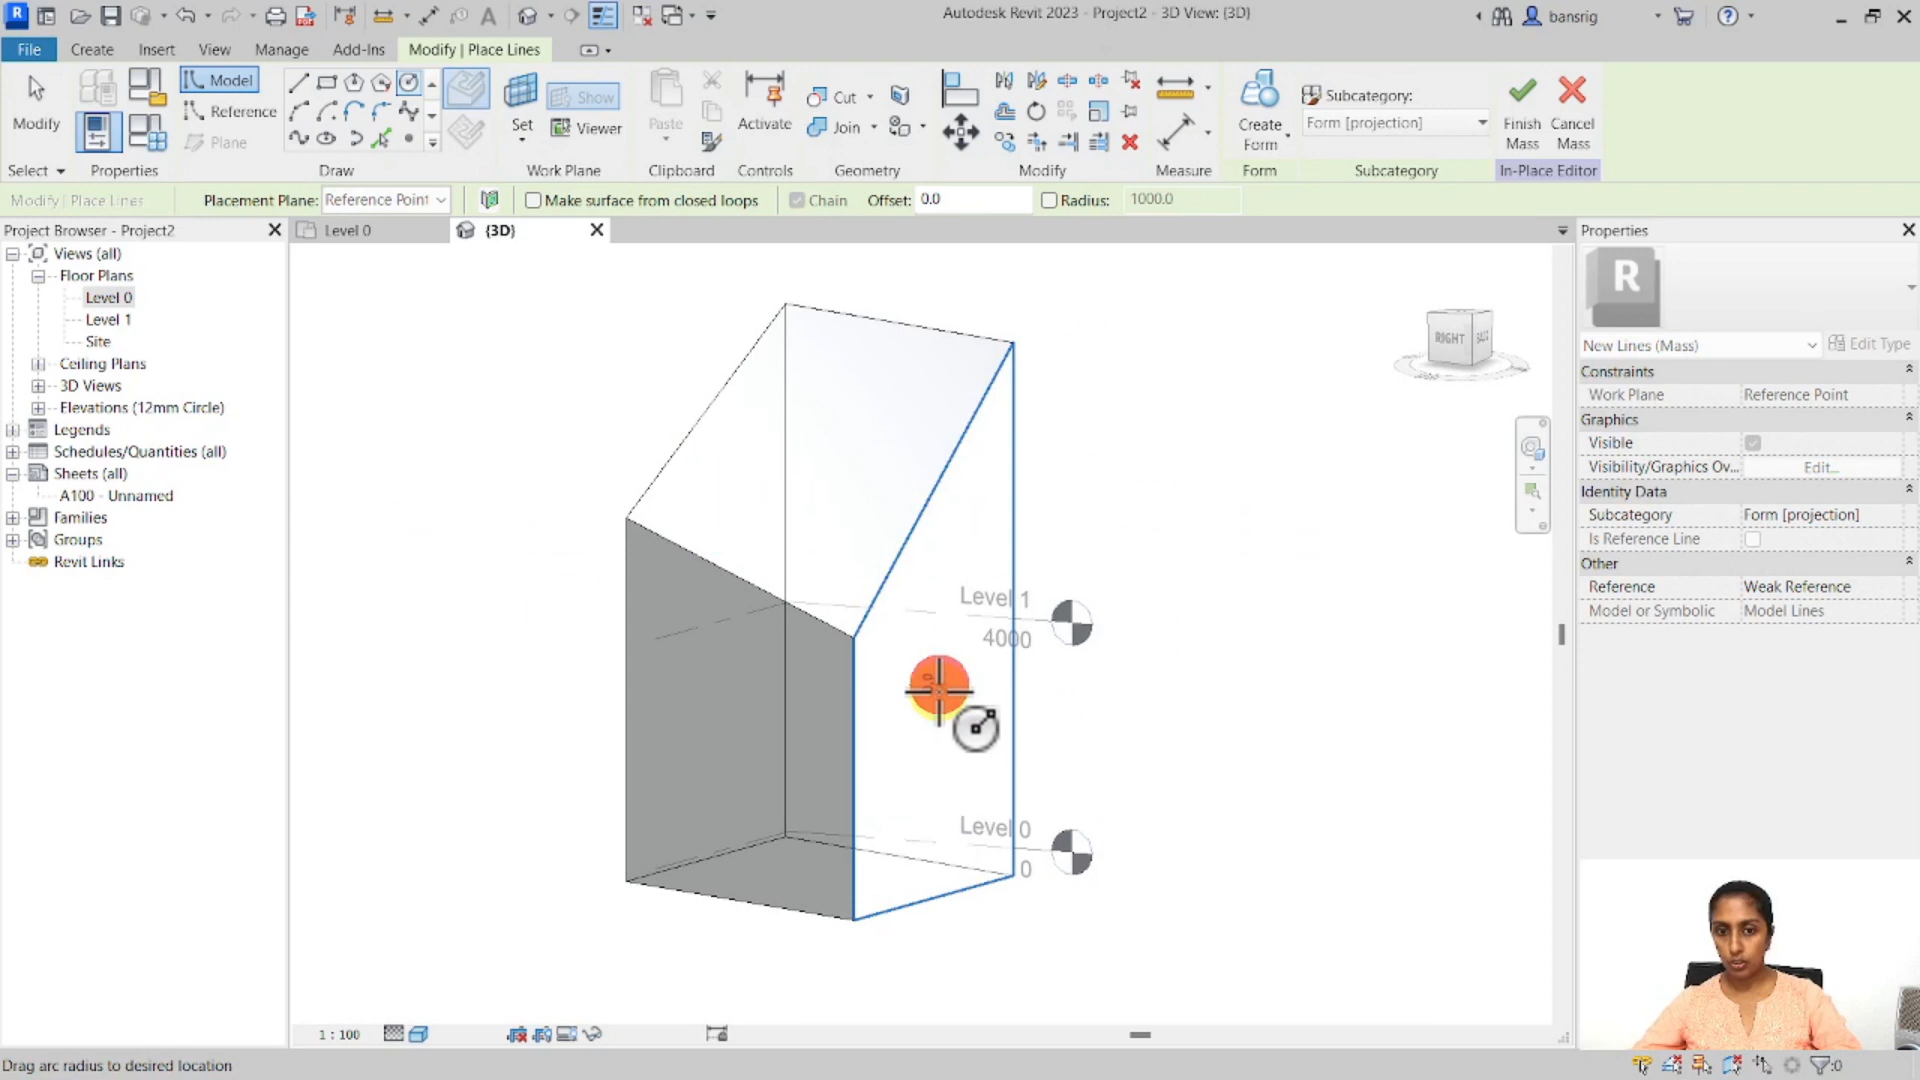 Autodesk Revit 2023 - Project2 - 3D View: {3D}
bansrig
File Create Insert View Manage Add-Ins Modify | Place Lines
Modify
Model
Reference
Plane
Set
Show
Viewer
Paste
Activate
Cut
Join
Create
Form
Subcategory:
Form [projection]
Finish
Mass
Cancel
Mass
Select Properties Draw Work Plane Clipboard Controls Geometry Modify Measure Form Subcategory In-Place Editor
Modify | Place Lines Placement Plane: Reference Point Make surface from closed loops Chain Offset: 0.0 Radius: 1000.0
Project Browser - Project2
Level 0
{3D}
Properties
Views (all)
Floor Plans
Level 0
Level 1
Site
Ceiling Plans
3D Views
Elevations (12mm Circle)
Legends
Schedules/Quantities (all)
Sheets (all)
A100 - Unnamed
Families
Groups
Revit Links
RIGHT
BACK
Level 1
4000
Level 0
0
R
New Lines (Mass)
Edit Type
Constraints
Work Plane Reference Point
Graphics
Visible
Visibility/Graphics Ov... Edit...
Identity Data
Subcategory Form [projection]
Is Reference Line
Other
Reference Weak Reference
Model or Symbolic Model Lines
1 : 100
Drag arc radius to desired location
:0